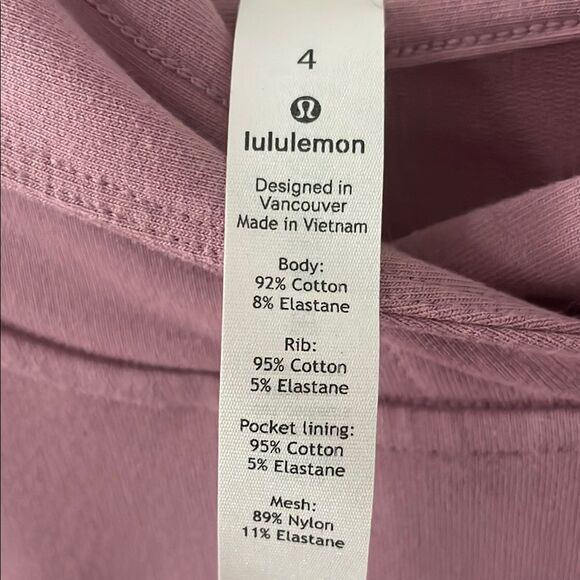 4
lululemon
Designed in
Vancouver
Made in Vietnam
Body:
92% Cotton
8% Elastane
Rib:
95% Cotton
5% Elastane
Pocket lining:
95% Cotton
5% Elastane
Mesh:
89% Nylon
11% Elastane